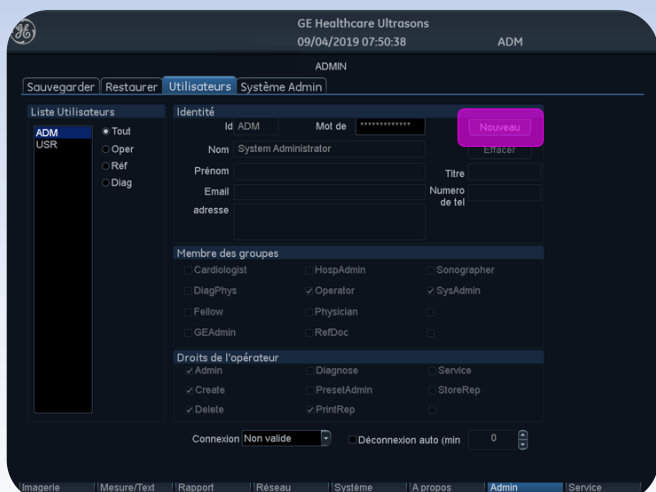 GE Healthcare Ultrasons
09/04/2019 07:50:38 ADM
ADMIN
Sauvegarder Restaurer Utilisateurs Système Admin
Liste Utilisateurs Identité
ADM Tout Id ADM Mot de ************* Nouveau
USR Oper Nom System Administrator Effacer
Réf Prénom Titre
Diag Email Numero
de tel
adresse
Membre des groupes
Cardiologist HospAdmin Sonographer
DiagPhys Operator SysAdmin
Fellow Physician
GEAdmin RefDoc
Droits de l'opérateur
Admin Diagnose Service
Create PresetAdmin StoreRep
Delete PrintRep
Connexion Non valide Déconnexion auto (min 0
Imagerie Mesure/Text Rapport Réseau Système A propos Admin Service